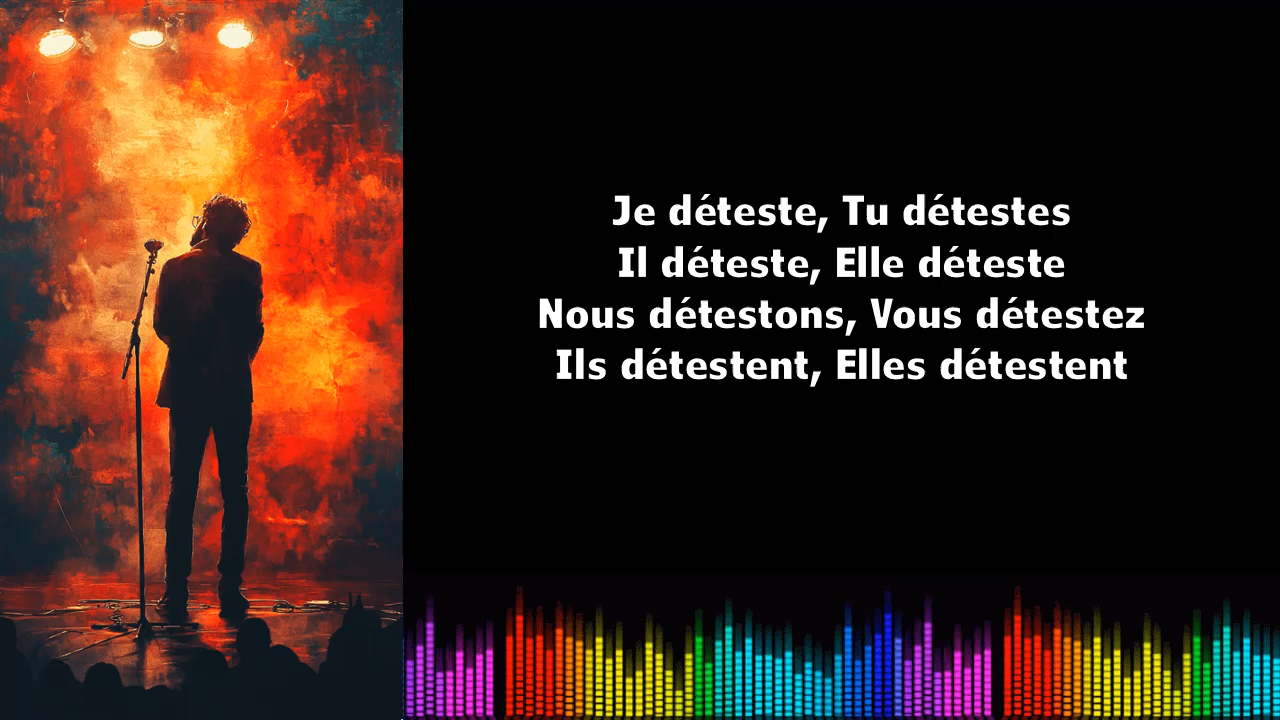 Je déteste, Tu détestes
Il déteste, Elle déteste
Nous détestons, Vous détestez
Ils détestent, Elles détestent